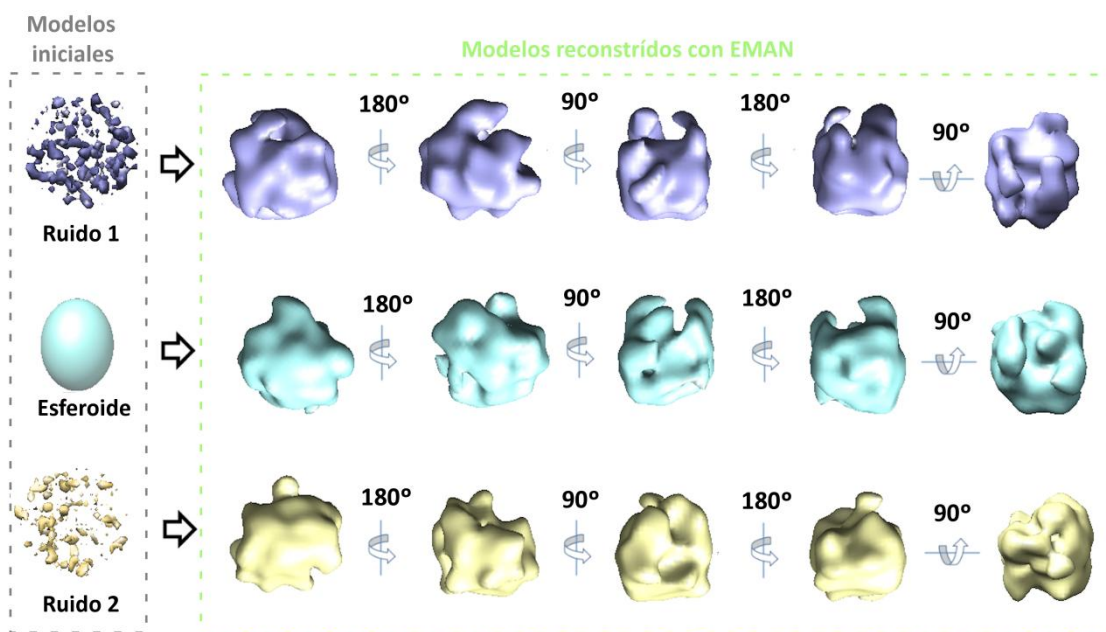 Modelos
iniciales
Modelos reconstrídos con EMAN
180º
90º
180º
90º
Ruido 1
180º
90º
180º
90º
Esferoide
180º
90º
180º
90º
Ruido 2